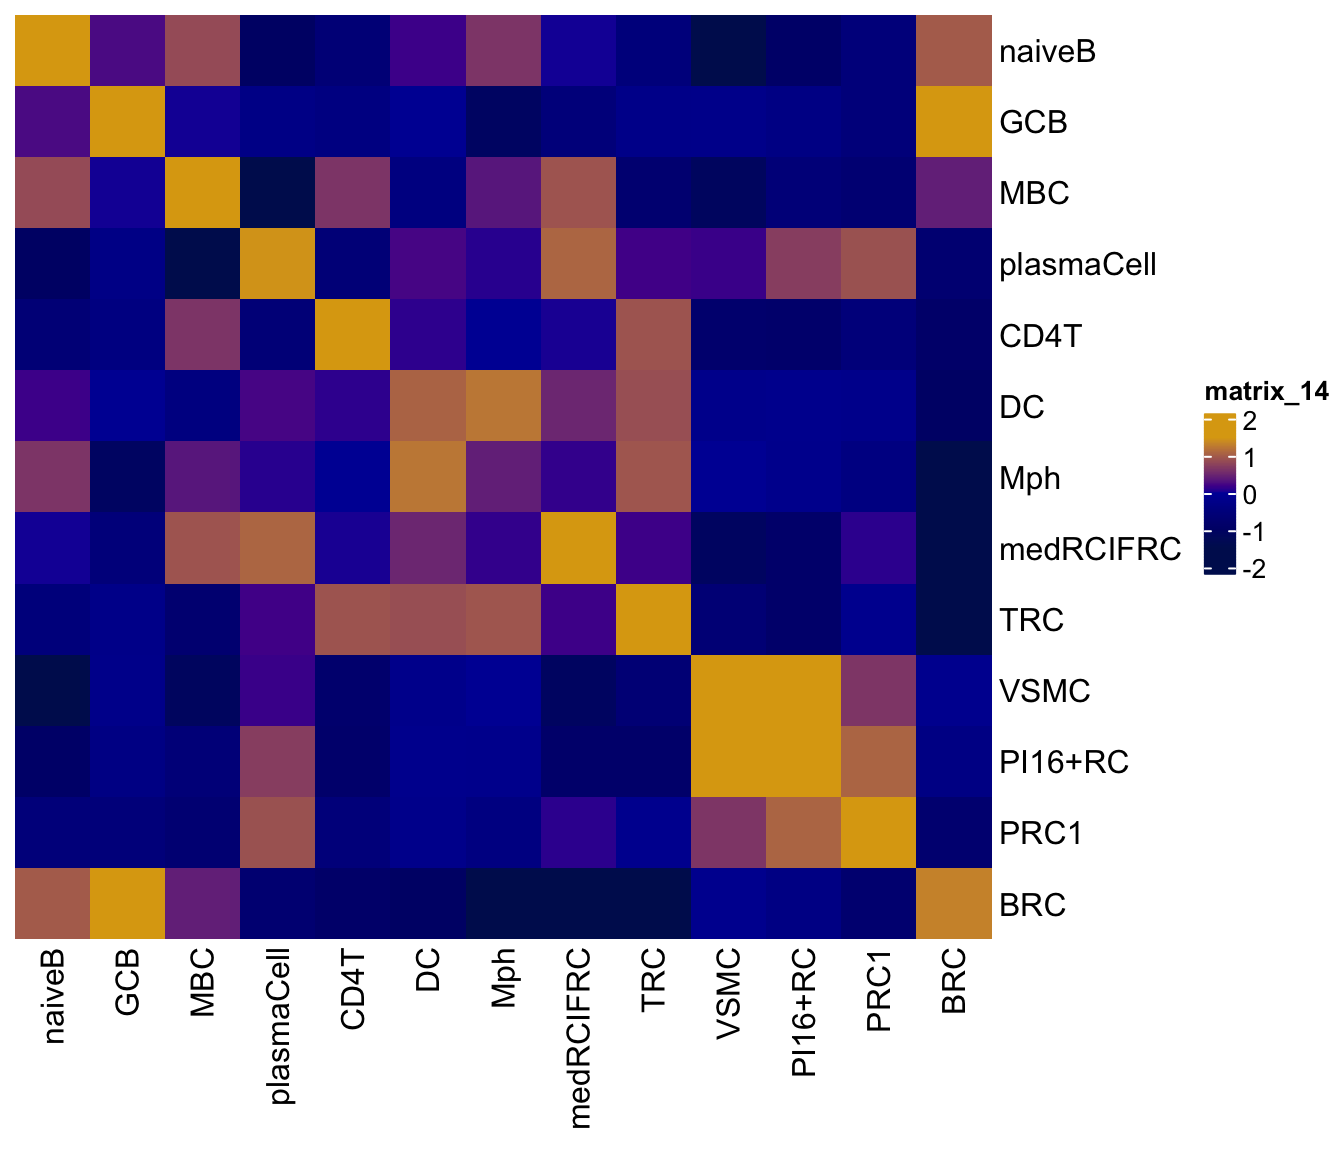 naiveB
GCB
MBC
plasmaCell
CD4T
DC
Mph
medRCIFRC
TRC
VSMC
PI16+RC
PRC1
BRC
matrix_14
2
1
0
-1
-2
naiveB
GCB
MBC
plasmaCell
CD4T
DC
Mph
medRCIFRC
TRC
VSMC
PI16+RC
PRC1
BRC